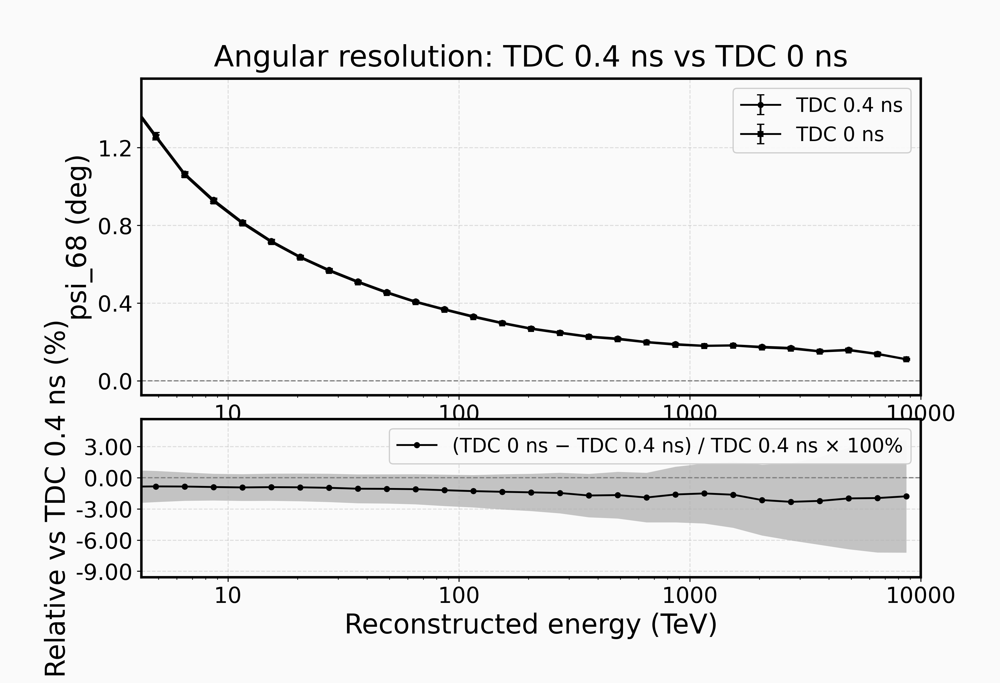 Angular resolution: TDC 0.4 ns vs TDC 0 ns
psi_68 (deg)
1.2
0.8
0.4
0.0
TDC 0.4 ns
TDC 0 ns
10
100
1000
10000
Relative vs TDC 0.4 ns (%)
3.00
0.00
-3.00
-6.00
-9.00
(TDC 0 ns − TDC 0.4 ns) / TDC 0.4 ns × 100%
10
100
1000
10000
Reconstructed energy (TeV)